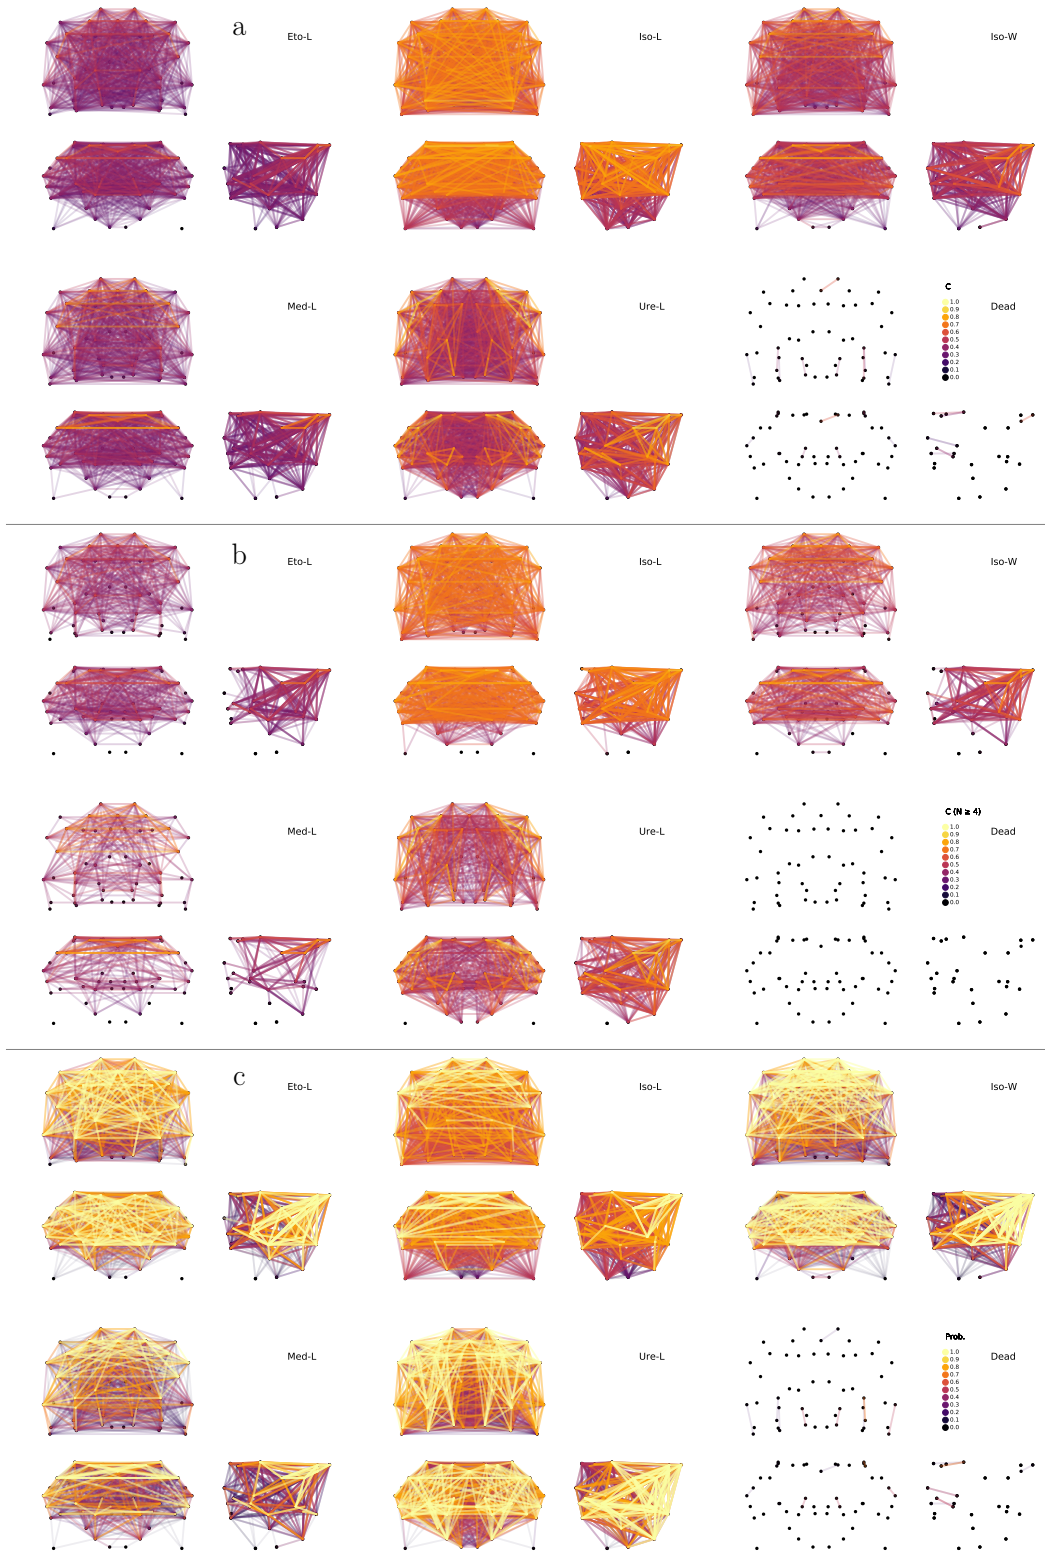 a
Eto-L
Iso-L
Iso-W
Med-L
Ure-L
C
1.0
0.9
0.8
0.7
0.6
0.5
0.4
0.3
0.2
0.1
0.0
Dead
b
Eto-L
Iso-L
Iso-W
Med-L
Ure-L
C (N ≥ 4)
1.0
0.9
0.8
0.7
0.6
0.5
0.4
0.3
0.2
0.1
0.0
Dead
c
Eto-L
Iso-L
Iso-W
Med-L
Ure-L
Prob.
1.0
0.9
0.8
0.7
0.6
0.5
0.4
0.3
0.2
0.1
0.0
Dead